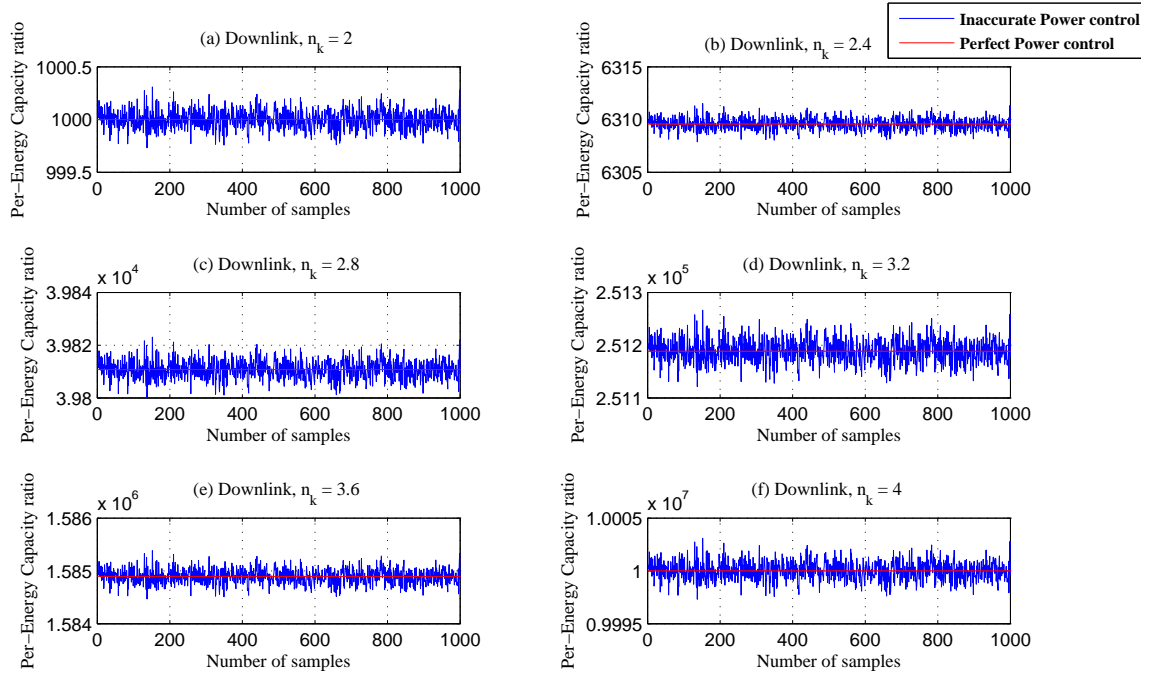 Inaccurate Power control
Perfect Power control
(a) Downlink, n_k = 2
Per−Energy Capacity ratio
1000.5
1000
999.5
0 200 400 600 800 1000
Number of samples
(b) Downlink, n_k = 2.4
Per−Energy Capacity ratio
6315
6310
6305
0 200 400 600 800 1000
Number of samples
(c) Downlink, n_k = 2.8
Per−Energy Capacity ratio
x 10^4
3.984
3.982
3.98
0 200 400 600 800 1000
Number of samples
(d) Downlink, n_k = 3.2
Per−Energy Capacity ratio
x 10^5
2.513
2.512
2.511
0 200 400 600 800 1000
Number of samples
(e) Downlink, n_k = 3.6
Per−Energy Capacity ratio
x 10^6
1.586
1.585
1.584
0 200 400 600 800 1000
Number of samples
(f) Downlink, n_k = 4
Per−Energy Capacity ratio
x 10^7
1.0005
1
0.9995
0 200 400 600 800 1000
Number of samples